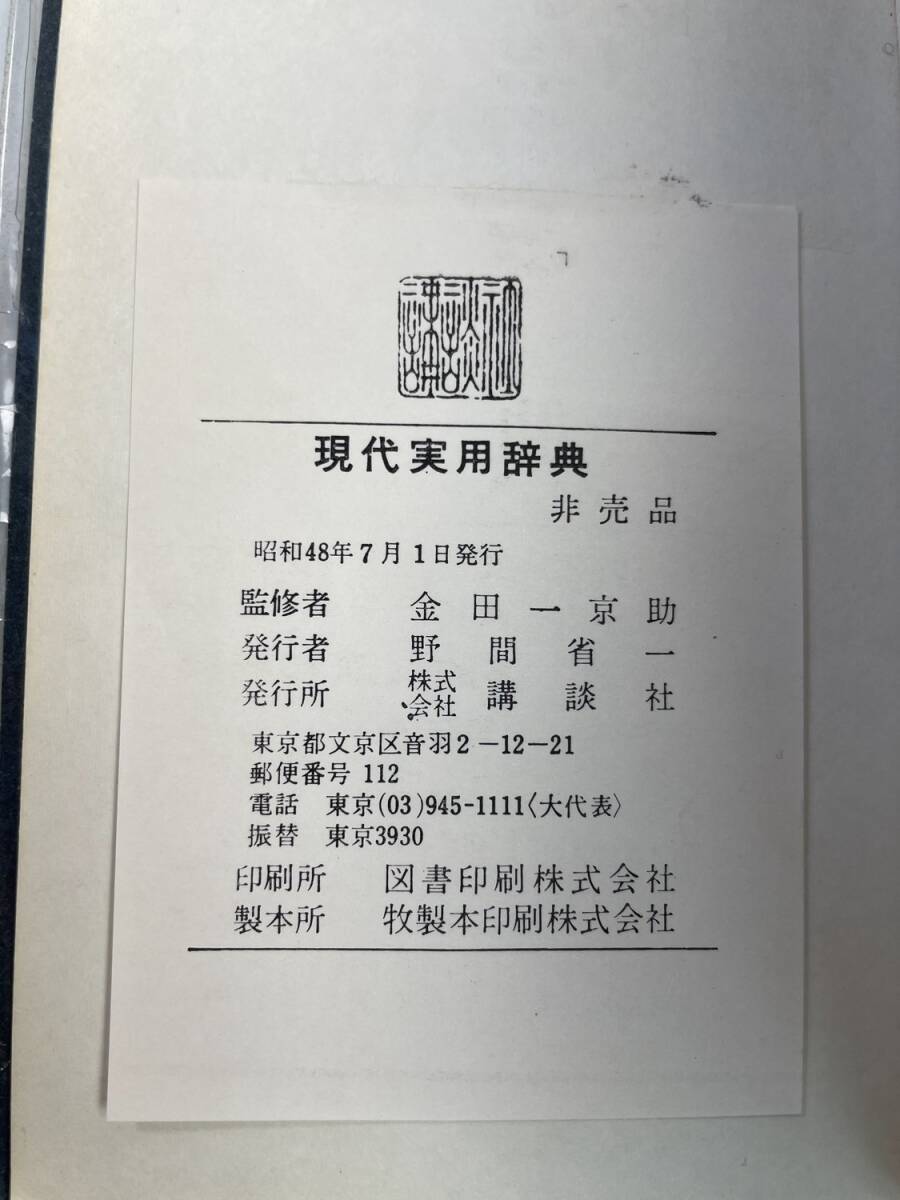 講談社
現代実用辞典
非売品
昭和48年7月1日発行
監修者 金田一京助
発行者 野間省一
発行所 株式会社 講談社
東京都文京区音羽2-12-21
郵便番号 112
電話 東京(03)945-1111〈大代表〉
振替 東京3930
印刷所 図書印刷株式会社
製本所 牧製本印刷株式会社